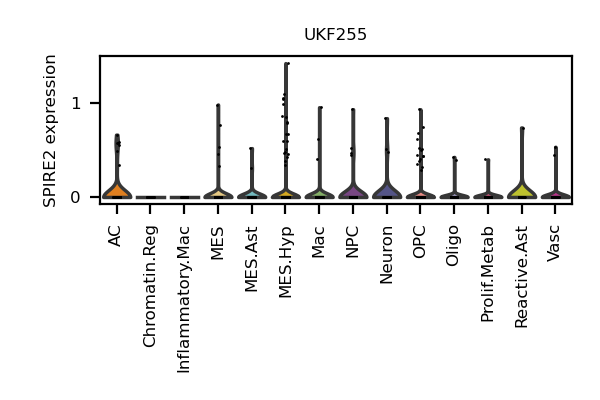 UKF255
SPIRE2 expression
1
0
AC
Chromatin.Reg
Inflammatory.Mac
MES
MES.Ast
MES.Hyp
Mac
NPC
Neuron
OPC
Oligo
Prolif.Metab
Reactive.Ast
Vasc